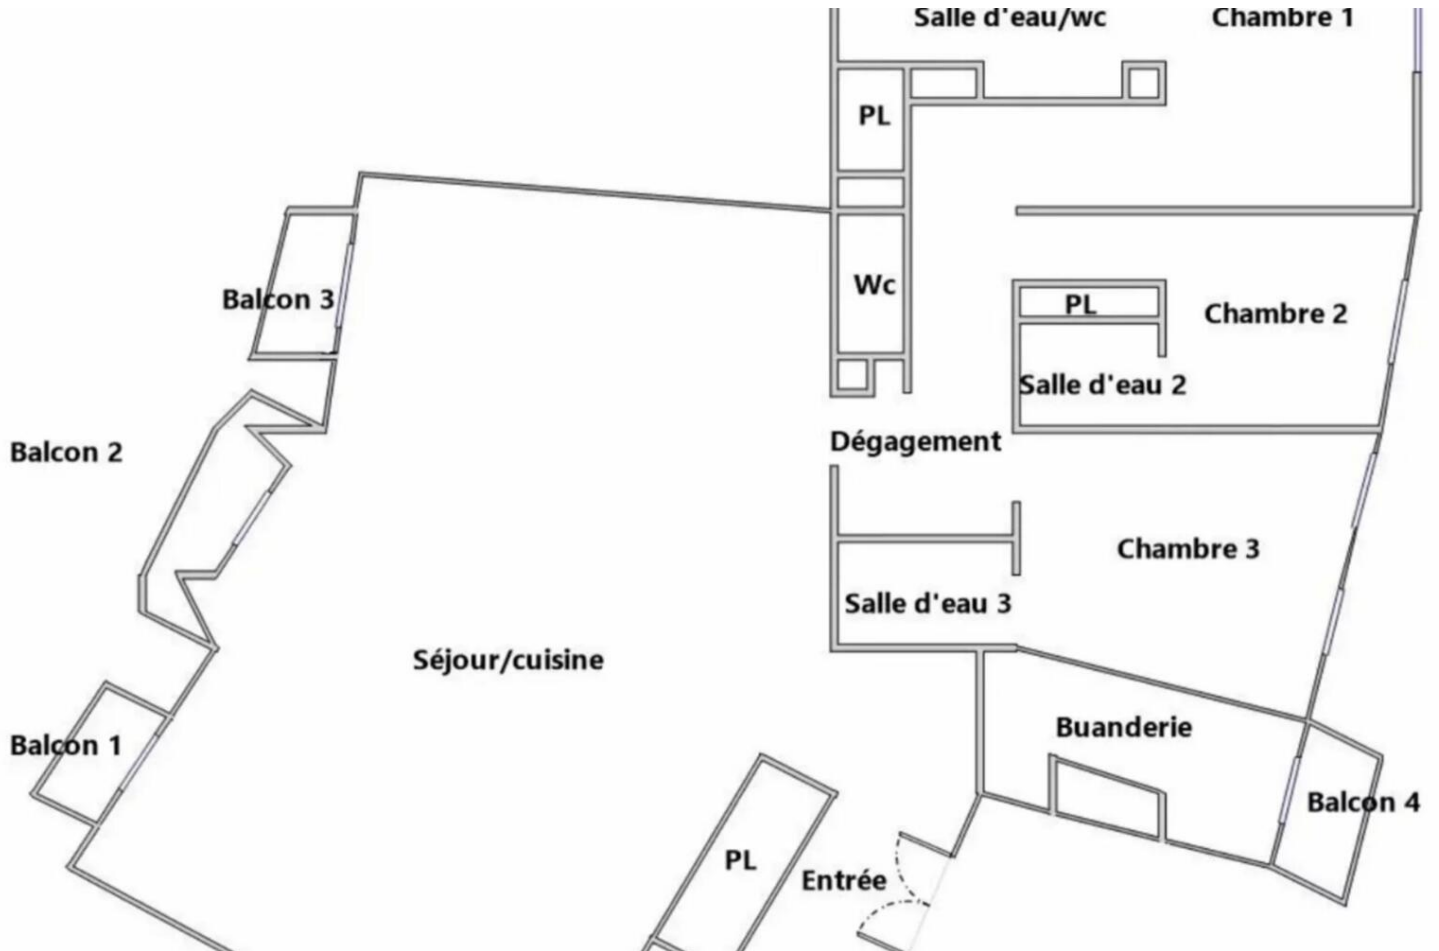 Salle d'eau/wc
Chambre 1
PL
Balcon 3
Wc
PL
Chambre 2
Salle d'eau 2
Balcon 2
Dégagement
Chambre 3
Salle d'eau 3
Séjour/cuisine
Balcon 1
Buanderie
Balcon 4
PL
Entrée